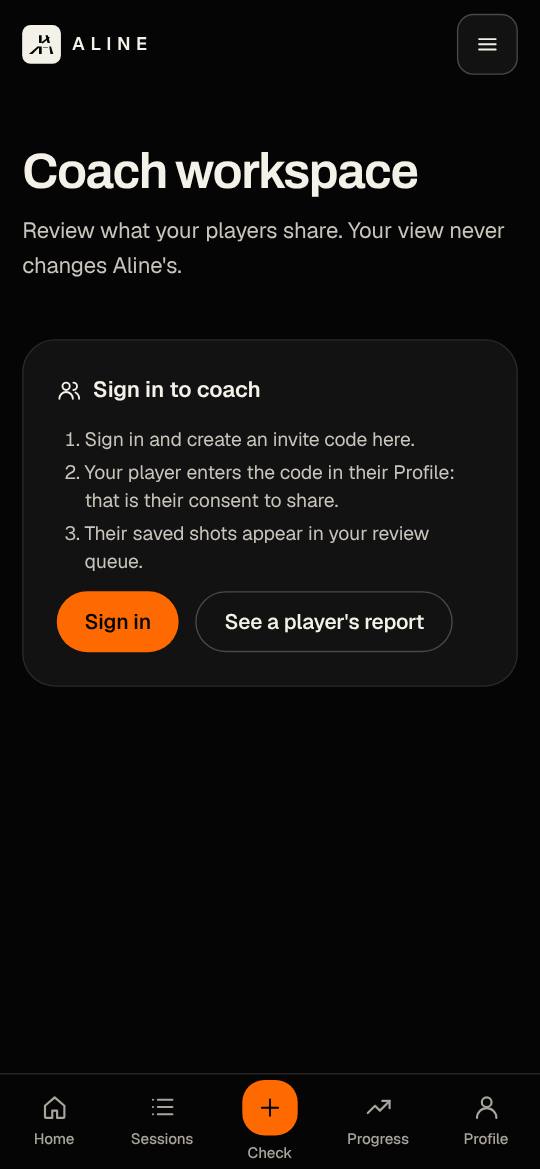 ALINE
Coach workspace
Review what your players share. Your view never
changes Aline's.
Sign in to coach
1. Sign in and create an invite code here.
2. Your player enters the code in their Profile:
that is their consent to share.
3. Their saved shots appear in your review
queue.
Sign in
See a player's report
Home
Sessions
Check
Progress
Profile